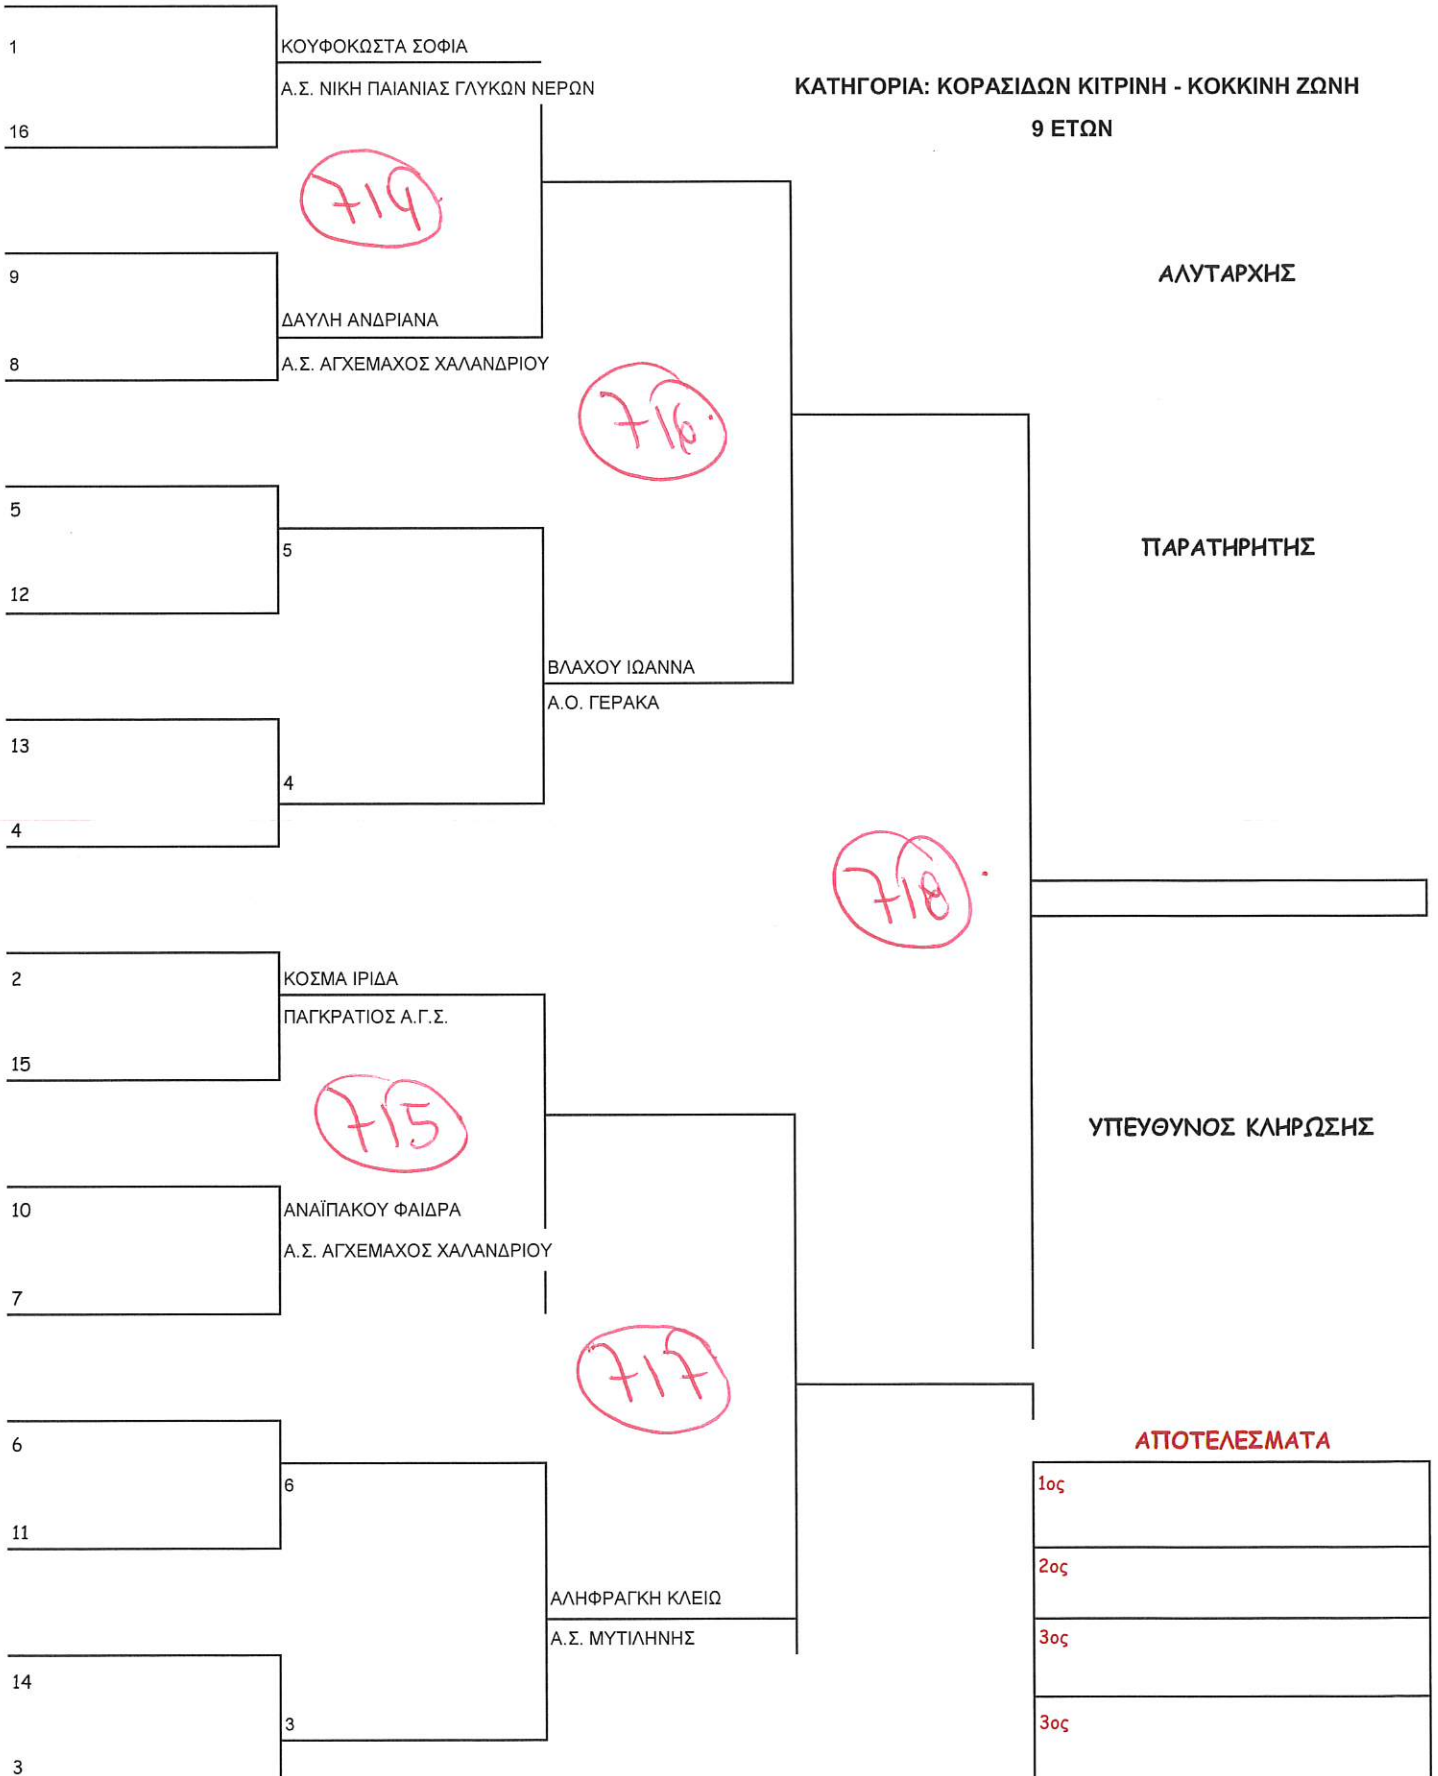 1
ΚΟΥΦΟΚΩΣΤΑ ΣΟΦΙΑ
Α.Σ. ΝΙΚΗ ΠΑΙΑΝΙΑΣ ΓΛΥΚΩΝ ΝΕΡΩΝ
ΚΑΤΗΓΟΡΙΑ: ΚΟΡΑΣΙΔΩΝ ΚΙΤΡΙΝΗ - ΚΟΚΚΙΝΗ ΖΩΝΗ
9 ΕΤΩΝ
16
9
ΑΛΥΤΑΡΧΗΣ
ΔΑΥΛΗ ΑΝΔΡΙΑΝΑ
8
Α.Σ. ΑΓΧΕΜΑΧΟΣ ΧΑΛΑΝΔΡΙΟΥ
716
5
5
ΠΑΡΑΤΗΡΗΤΗΣ
12
ΒΛΑΧΟΥ ΙΩΑΝΝΑ
Α.Ο. ΓΕΡΑΚΑ
13
4
4
718
2
ΚΟΣΜΑ ΙΡΙΔΑ
ΠΑΓΚΡΑΤΙΟΣ Α.Γ.Σ.
15
715
ΥΠΕΥΘΥΝΟΣ ΚΛΗΡΩΣΗΣ
10
ΑΝΑΪΠΑΚΟΥ ΦΑΙΔΡΑ
Α.Σ. ΑΓΧΕΜΑΧΟΣ ΧΑΛΑΝΔΡΙΟΥ
7
717
6
ΑΠΟΤΕΛΕΣΜΑΤΑ
6
1ος
11
2ος
ΑΛΗΦΡΑΓΚΗ ΚΛΕΙΩ
Α.Σ. ΜΥΤΙΛΗΝΗΣ
3ος
14
3
3ος
3